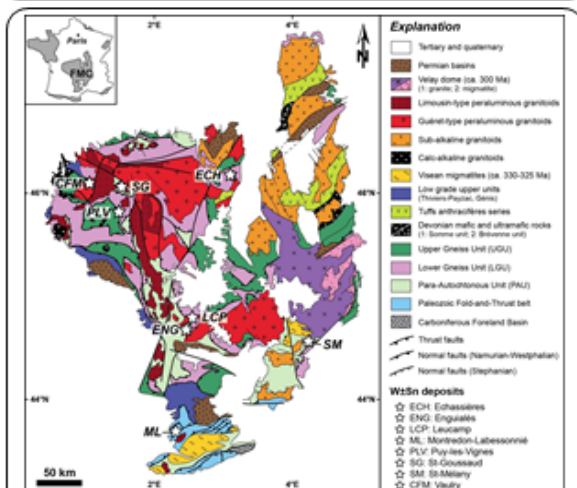 Paris
FMC
2°E
4°E
N
CFM
SG
ECH
46°N
46°N
PLV
LCP
ENG
SM
44°N
44°N
ML
50 km
2°E
4°E
Explanation
Tertiary and quaternary
Permian basins
Velay dome (ca. 300 Ma)
(1: granite; 2: migmatite)
Limousin-type peraluminous granitoids
Guéret-type peraluminous granitoids
Sub-alkaline granitoids
Calc-alkaline granitoids
Visean migmatites (ca. 330-325 Ma)
Low grade upper units
(Thiviers-Payzac, Génis)
Tuffs anthracifères series
Devonian mafic and ultramafic rocks
(1: Somme unit; 2: Brévenne unit)
Upper Gneiss Unit (UGU)
Lower Gneiss Unit (LGU)
Para-Autochtonous Unit (PAU)
Paleozoic Fold-and-Thrust belt
Carboniferous Foreland Basin
Thrust faults
Normal faults (Namurian-Westphalian)
Normal faults (Stephanian)
W±Sn deposits
ECH: Echassières
ENG: Enguialès
LCP: Leucamp
ML: Montredon-Labessonnié
PLV: Puy-les-Vignes
SG: St-Goussaud
SM: St-Mélany
CFM: Vaulry